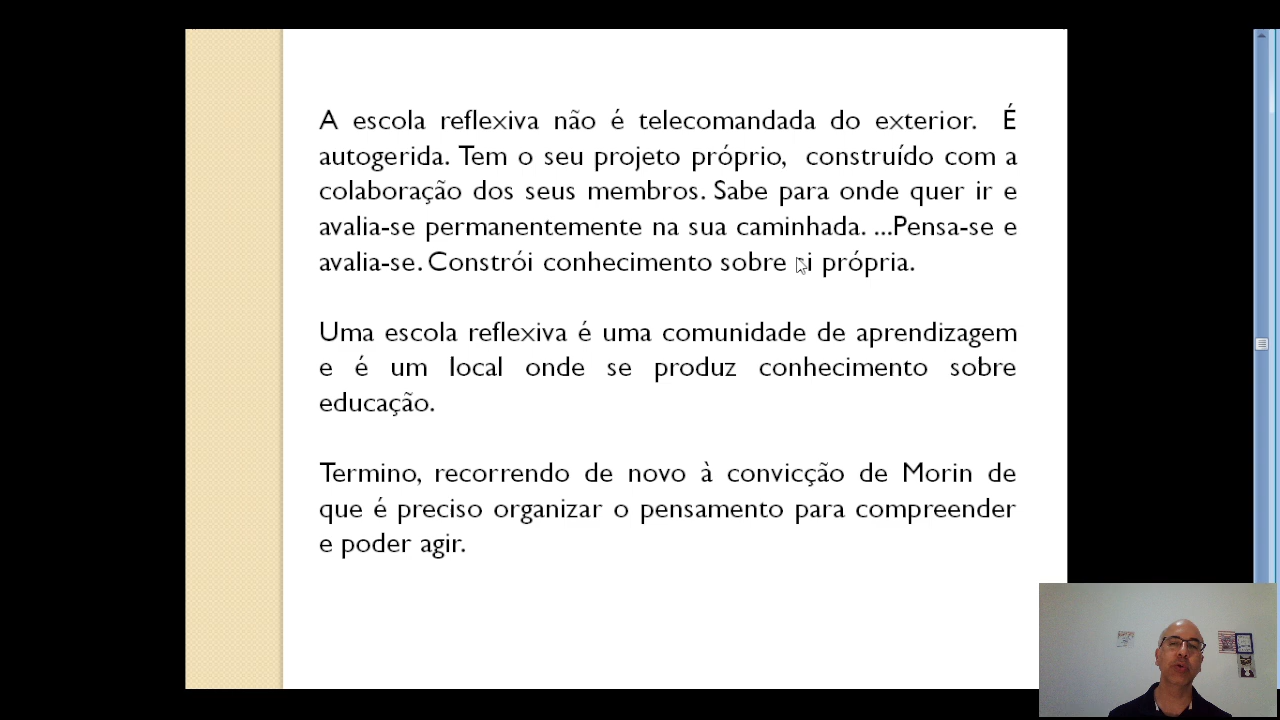 A escola reflexiva não é telecomandada do exterior. É
autogerida. Tem o seu projeto próprio, construído com a
colaboração dos seus membros. Sabe para onde quer ir e
avalia-se permanentemente na sua caminhada. ...Pensa-se e
avalia-se. Constrói conhecimento sobre si própria.
Uma escola reflexiva é uma comunidade de aprendizagem
e é um local onde se produz conhecimento sobre
educação.
Termino, recorrendo de novo à convicção de Morin de
que é preciso organizar o pensamento para compreender
e poder agir.